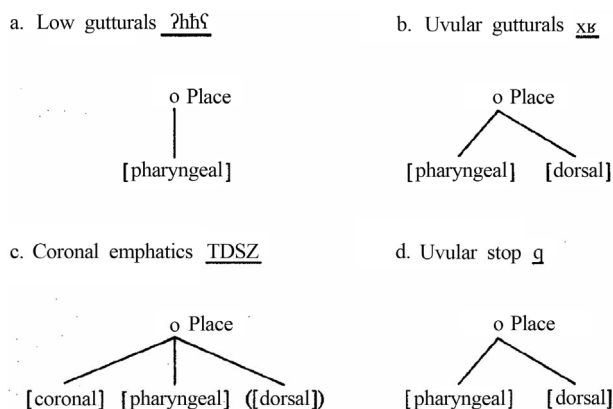 a. Low gutturals ʔhħʕ
b. Uvular gutturals xʁ
o Place
o Place
[pharyngeal]
[pharyngeal] [dorsal]
c. Coronal emphatics TDSZ
d. Uvular stop q
o Place
o Place
[coronal] [pharyngeal] ([dorsal])
[pharyngeal] [dorsal]